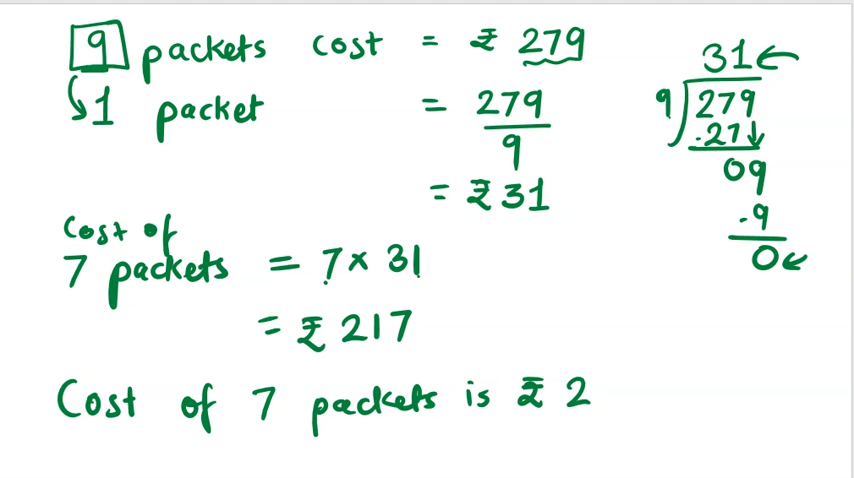 9 packets cost = ₹ 279
1 packet = 279/9
= ₹ 31
Cost of
7 packets = 7 × 31
= ₹ 217
Cost of 7 packets is ₹ 2
31
9 279
-27
09
-9
0